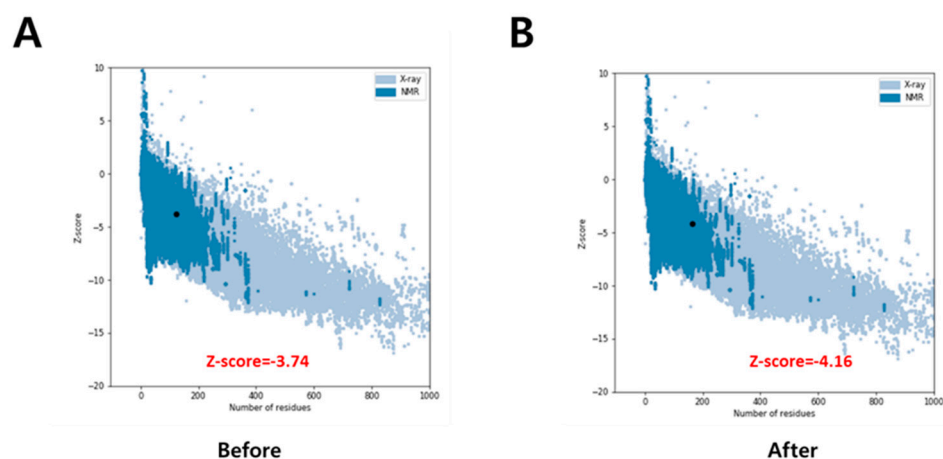 A
B
10
5
0
−5
−10
−15
−20
Z-score
X-ray
NMR
Z-score=-3.74
0
200
400
600
800
1000
Number of residues
Before
10
5
0
−5
−10
−15
−20
Z-score
X-ray
NMR
Z-score=-4.16
0
200
400
600
800
1000
Number of residues
After